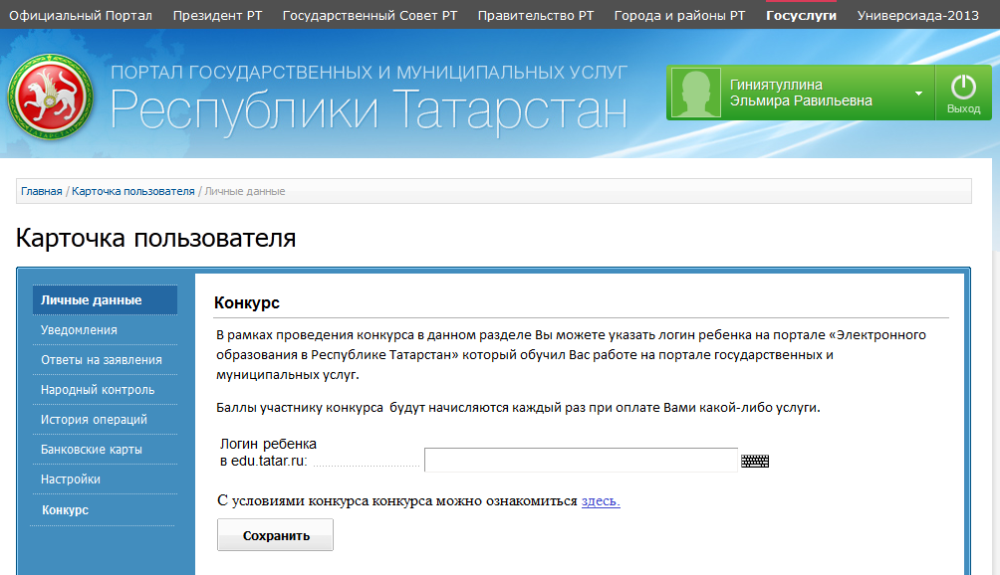 Официальный Портал Президент РТ Государственный Совет РТ Правительство РТ Города и районы РТ Госуслуги Универсиада-2013
ПОРТАЛ ГОСУДАРСТВЕННЫХ И МУНИЦИПАЛЬНЫХ УСЛУГ
Республики Татарстан
Гиниятуллина
Эльмира Равильевна
Выход
ТАТАРСТАН
Главная / Карточка пользователя / Личные данные
Карточка пользователя
Личные данные
Уведомления
Ответы на заявления
Народный контроль
История операций
Банковские карты
Настройки
Конкурс
Конкурс
В рамках проведения конкурса в данном разделе Вы можете указать логин ребенка на портале «Электронного
образования в Республике Татарстан» который обучил Вас работе на портале государственных и
муниципальных услуг.
Баллы участнику конкурса будут начисляются каждый раз при оплате Вами какой-либо услуги.
Логин ребенка
в edu.tatar.ru:
С условиями конкурса конкурса можно ознакомиться здесь.
Сохранить